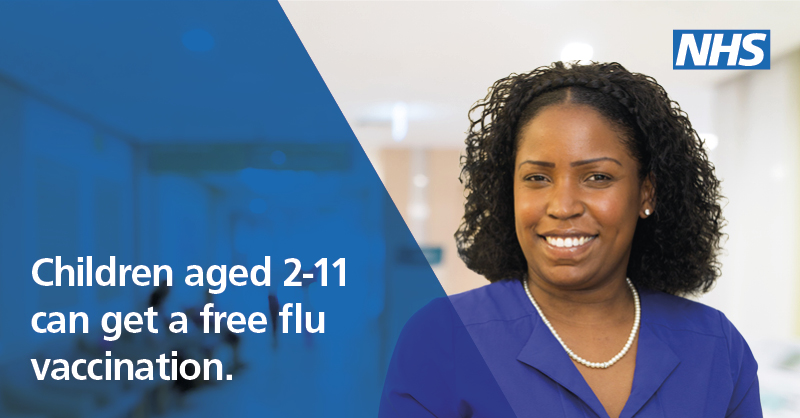 NHS
Children aged 2-11
can get a free flu
vaccination.